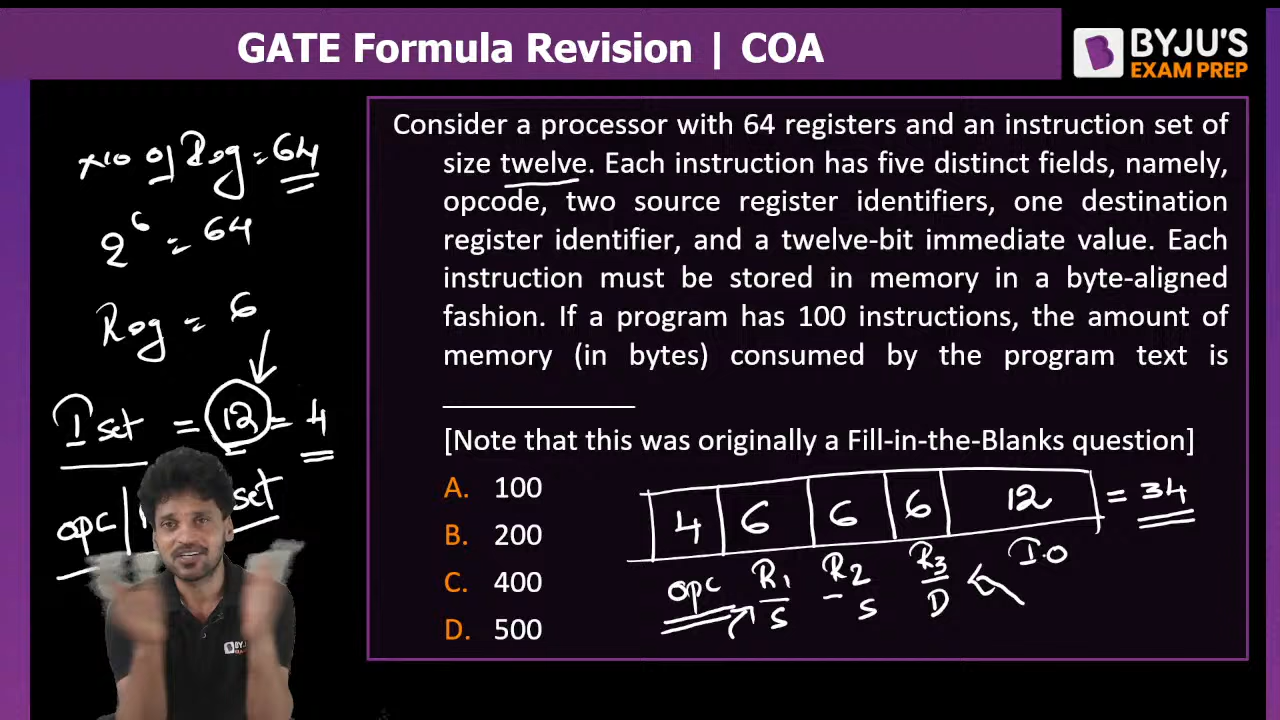 GATE Formula Revision | COA
BYJU'S
EXAM PREP
Consider a processor with 64 registers and an instruction set of
size twelve. Each instruction has five distinct fields, namely,
opcode, two source register identifiers, one destination
register identifier, and a twelve-bit immediate value. Each
instruction must be stored in memory in a byte-aligned
fashion. If a program has 100 instructions, the amount of
memory (in bytes) consumed by the program text is
[Note that this was originally a Fill-in-the-Blanks question]
A. 100
B. 200
C. 400
D. 500
no of Reg = 64
2^6 = 64
Reg = 6
I set = 12 = 4
opc
set
4 | 6 | 6 | 6 | 12 = 34
opc R1 R2 R3 I.O
S S D
BYJU'S